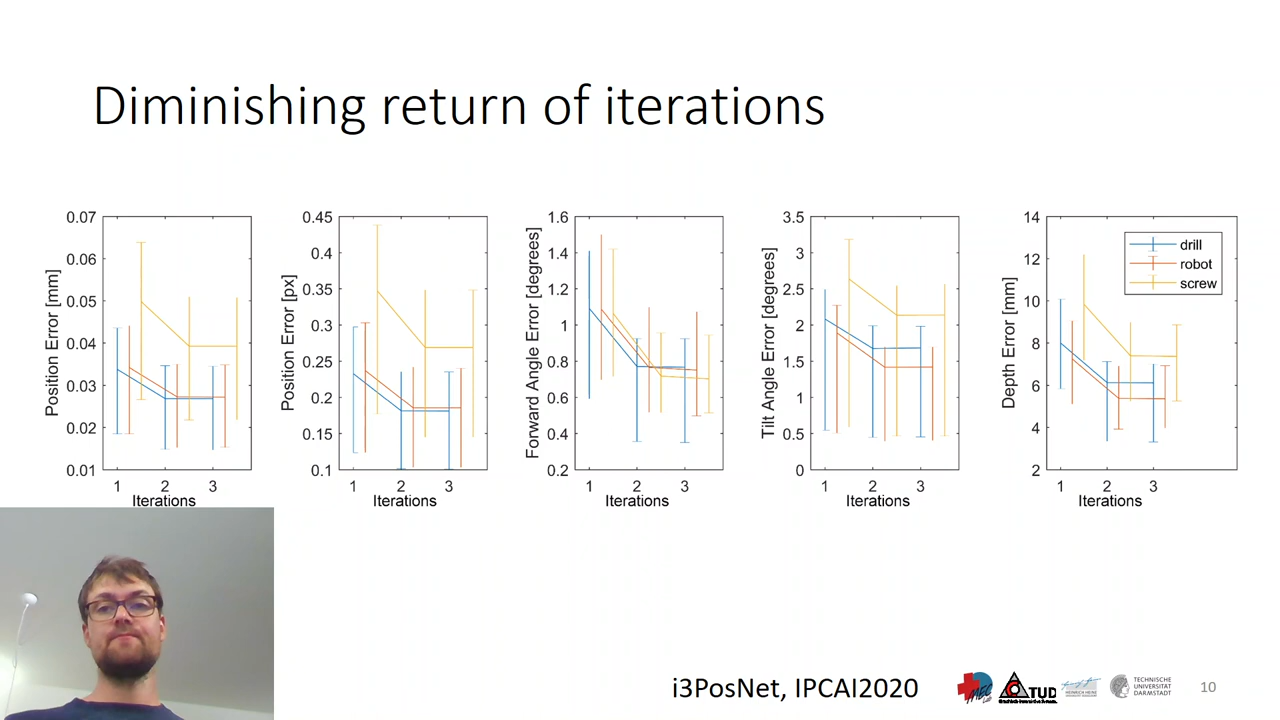 Diminishing return of iterations
0.07
0.06
0.05
0.04
0.03
0.02
0.01
Position Error [mm]
1 2 3
Iterations
0.45
0.4
0.35
0.3
0.25
0.2
0.15
0.1
Position Error [px]
1 2 3
Iterations
1.6
1.4
1.2
1
0.8
0.6
0.4
0.2
Forward Angle Error [degrees]
1 2 3
Iterations
3.5
3
2.5
2
1.5
1
0.5
0
Tilt Angle Error [degrees]
1 2 3
Iterations
14
12
10
8
6
4
2
Depth Error [mm]
1 2 3
Iterations
drill
robot
screw
i3PosNet, IPCAI2020
MEC
Lab
TUD
TECHNISCHE
UNIVERSITÄT
DARMSTADT
10